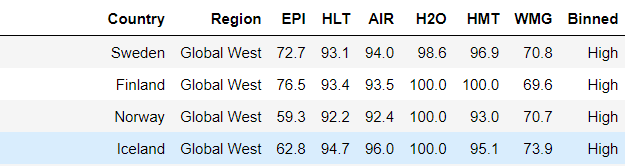 Country Region EPI HLT AIR H2O HMT WMG Binned
Sweden Global West 72.7 93.1 94.0 98.6 96.9 70.8 High
Finland Global West 76.5 93.4 93.5 100.0 100.0 69.6 High
Norway Global West 59.3 92.2 92.4 100.0 93.0 70.7 High
Iceland Global West 62.8 94.7 96.0 100.0 95.1 73.9 High